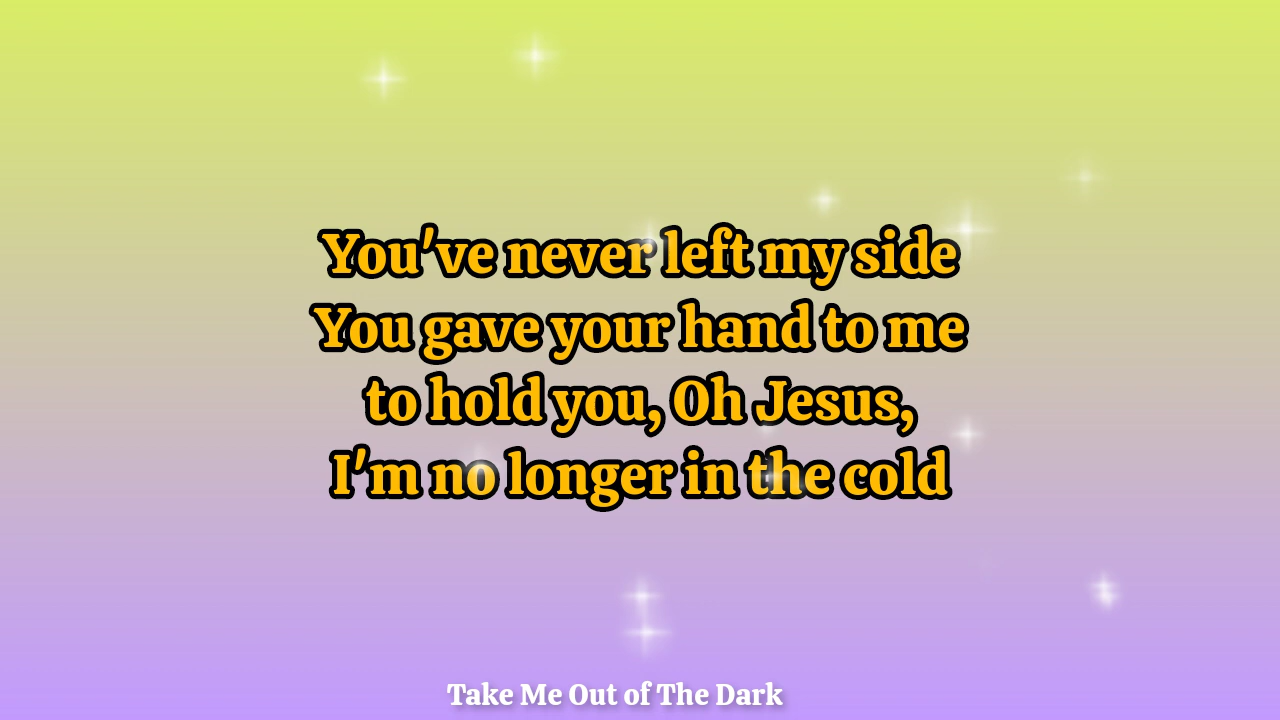 You've never left my side
You gave your hand to me
to hold you, Oh Jesus,
I'm no longer in the cold
Take Me Out of The Dark